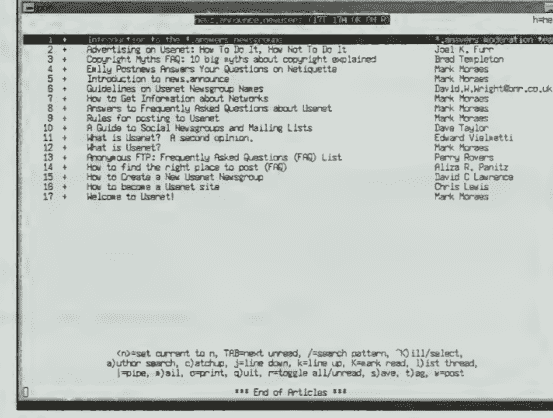 news.announce.newusers (17T 17A 0K 0H R) h=he
1 + Introduction to the *.answers newsgroups *.answers moderation tea
2 + Advertising on Usenet: How To Do It, How Not To Do It Joel K. Furr
3 + Copyright Myths FAQ: 10 big myths about copyright explained Brad Templeton
4 + Emily Postnews Answers Your Questions on Netiquette Mark Moraes
5 + Introduction to news.announce Mark Moraes
6 + Guidelines on Usenet Newsgroup Names David.W.Wright@bnr.co.uk
7 + How to Get Information about Networks Mark Moraes
8 + Answers to Frequently Asked Questions about Usenet Mark Moraes
9 + Rules for posting to Usenet Mark Moraes
10 + A Guide to Social Newsgroups and Mailing Lists Dave Taylor
11 + What is Usenet? A second opinion. Edward Vielmetti
12 + What is Usenet? Mark Moraes
13 + Anonymous FTP: Frequently Asked Questions (FAQ) List Perry Rovers
14 + How to find the right place to post (FAQ) Aliza R. Panitz
15 + How to Create a New Usenet Newsgroup David C Lawrence
16 + How to become a Usenet site Chris Lewis
17 + Welcome to Usenet! Mark Moraes
<n>=set current to n, TAB=next unread, /=search pattern, ^K)ill/select,
a)uthor search, c)atchup, j=line down, k=line up, K=mark read, l)ist thread,
|=pipe, m)ail, o=print, q)uit, r=toggle all/unread, s)ave, t)ag, w=post
*** End of Articles ***